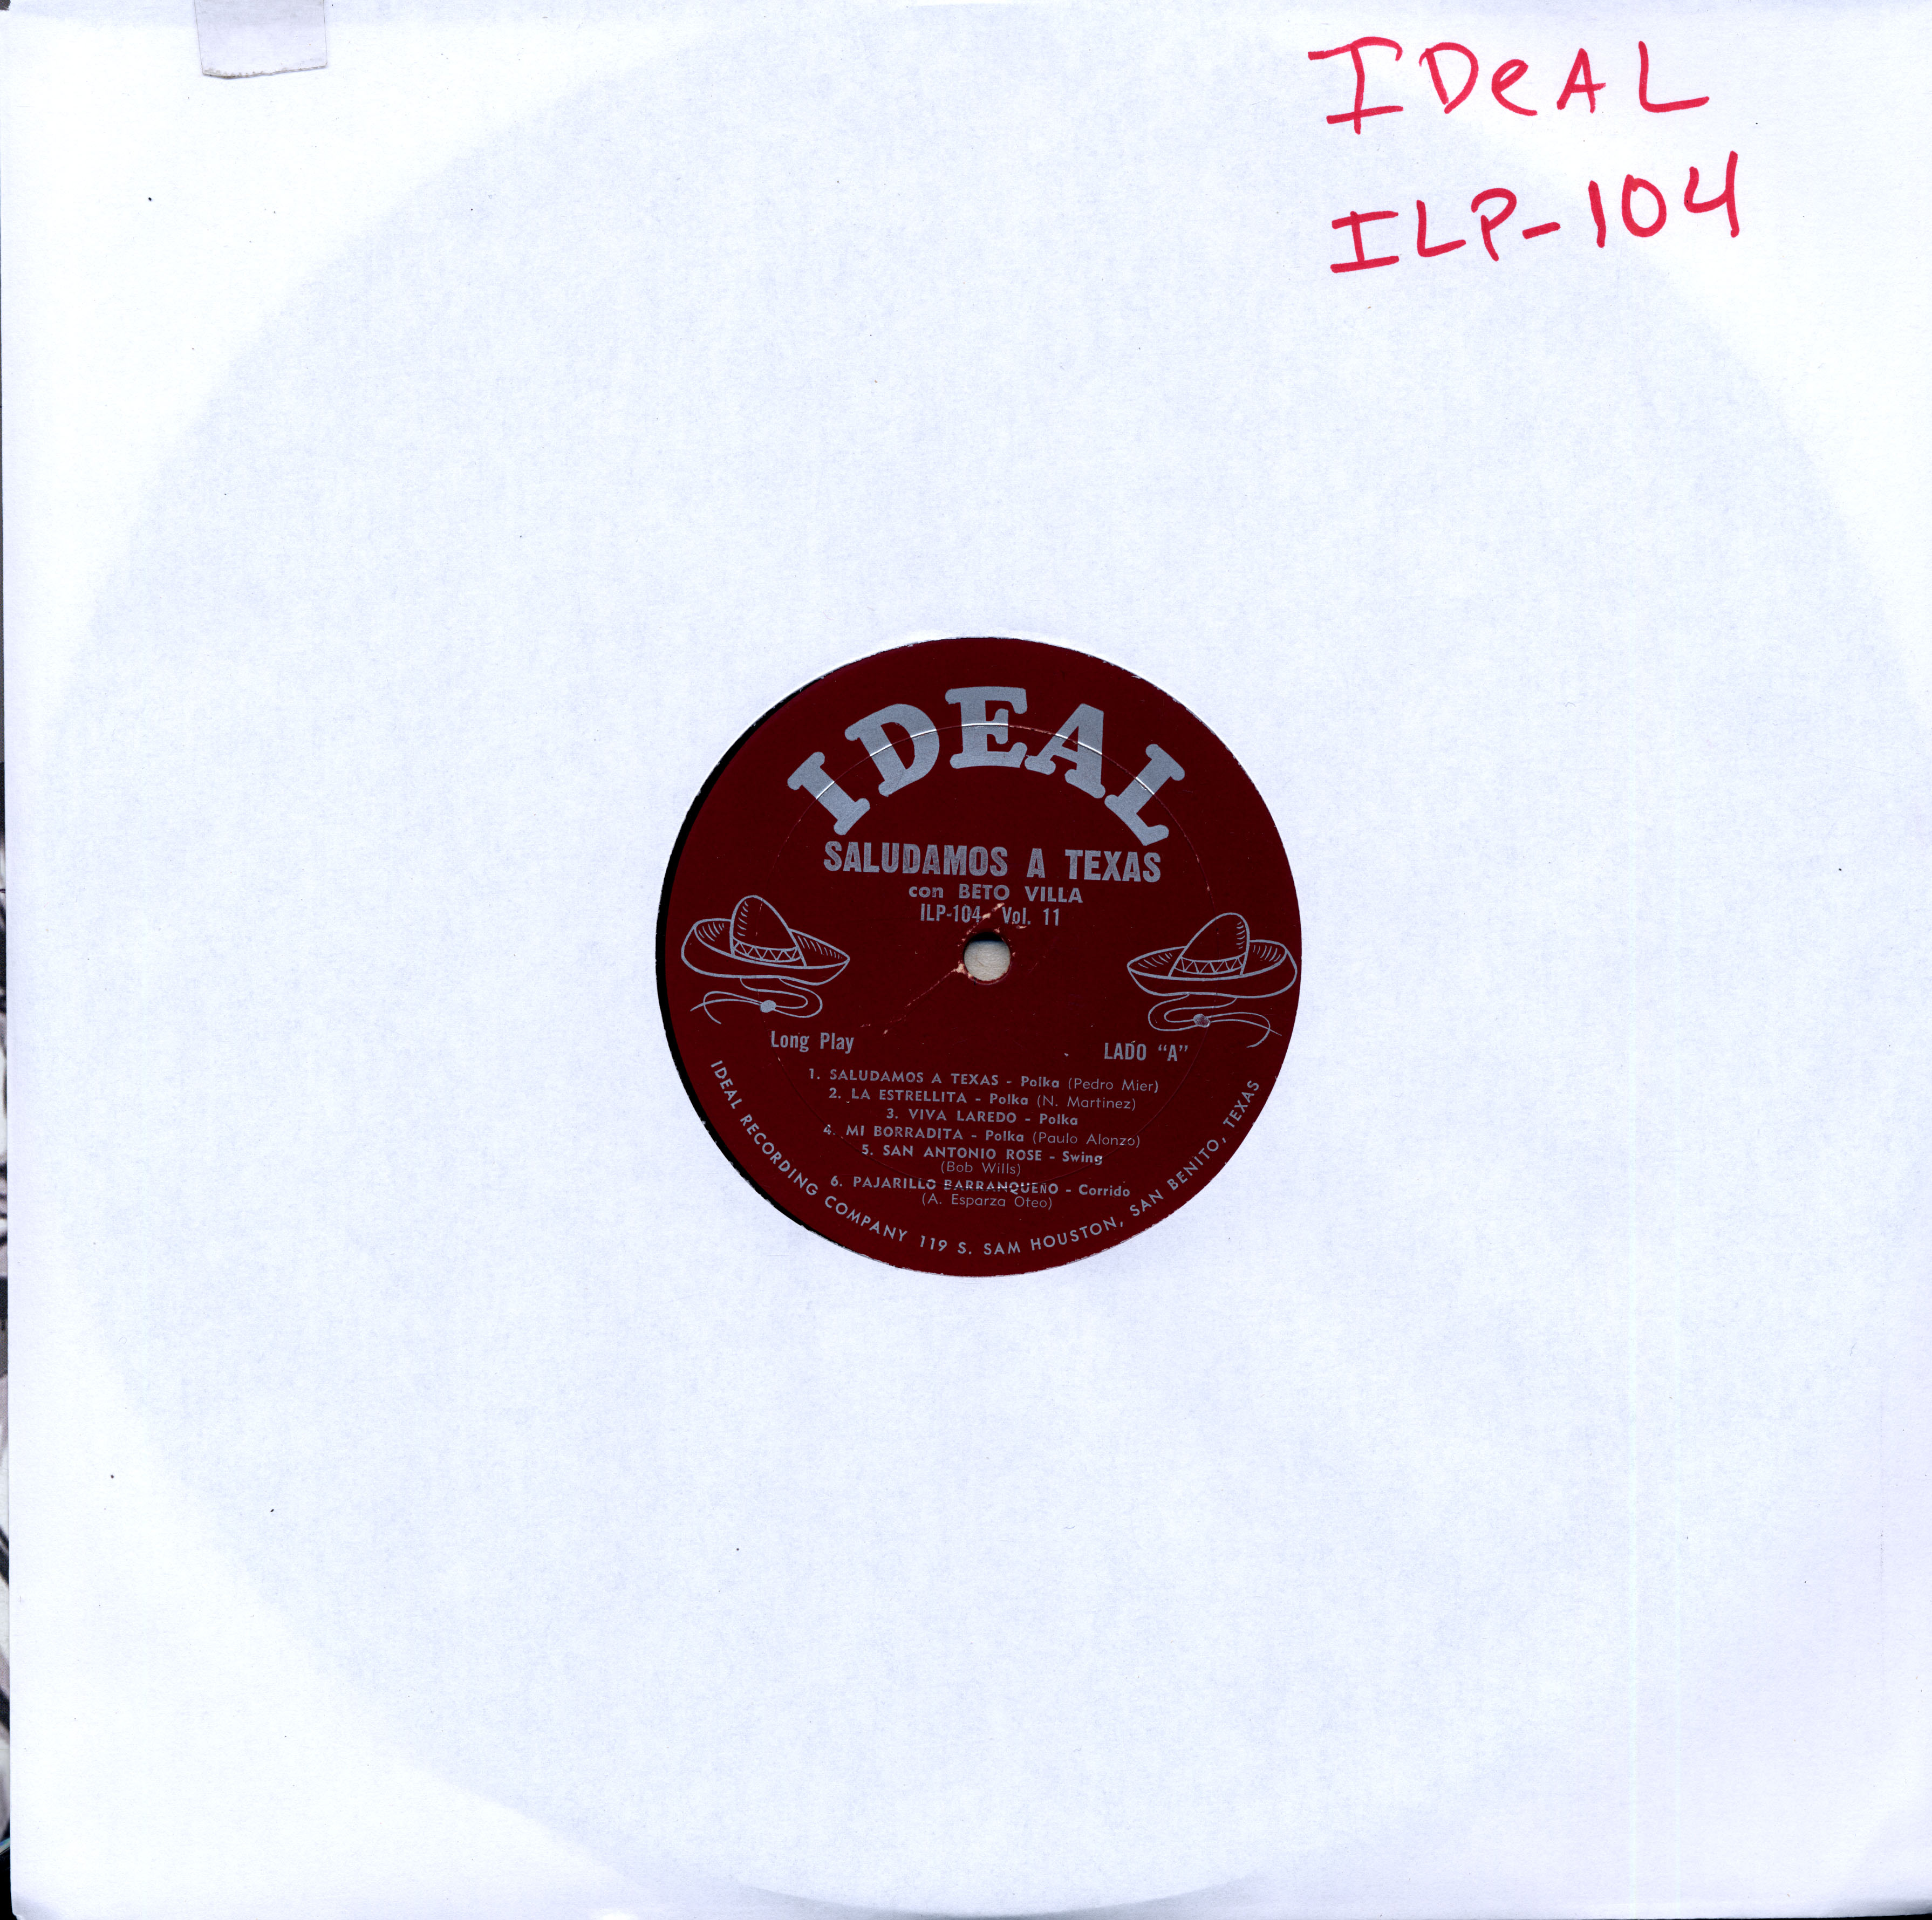 IDeAL
ILP-104
IDEAL
SALUDAMOS A TEXAS
con BETO VILLA
ILP-104- Vol. 11
Long Play
LADO "A"
1. SALUDAMOS A TEXAS - Polka (Pedro Mier)
2. LA ESTRELLITA - Polka (N. Martinez)
3. VIVA LAREDO - Polka
4. MI BORRADITA - Polka (Paulo Alonzo)
5. SAN ANTONIO ROSE - Swing
(Bob Wills)
6. PAJARILLO BARRANQUEÑO - Corrido
(A. Esparza Oteo)
IDEAL RECORDING COMPANY 119 S. SAM HOUSTON, SAN BENITO, TEXAS